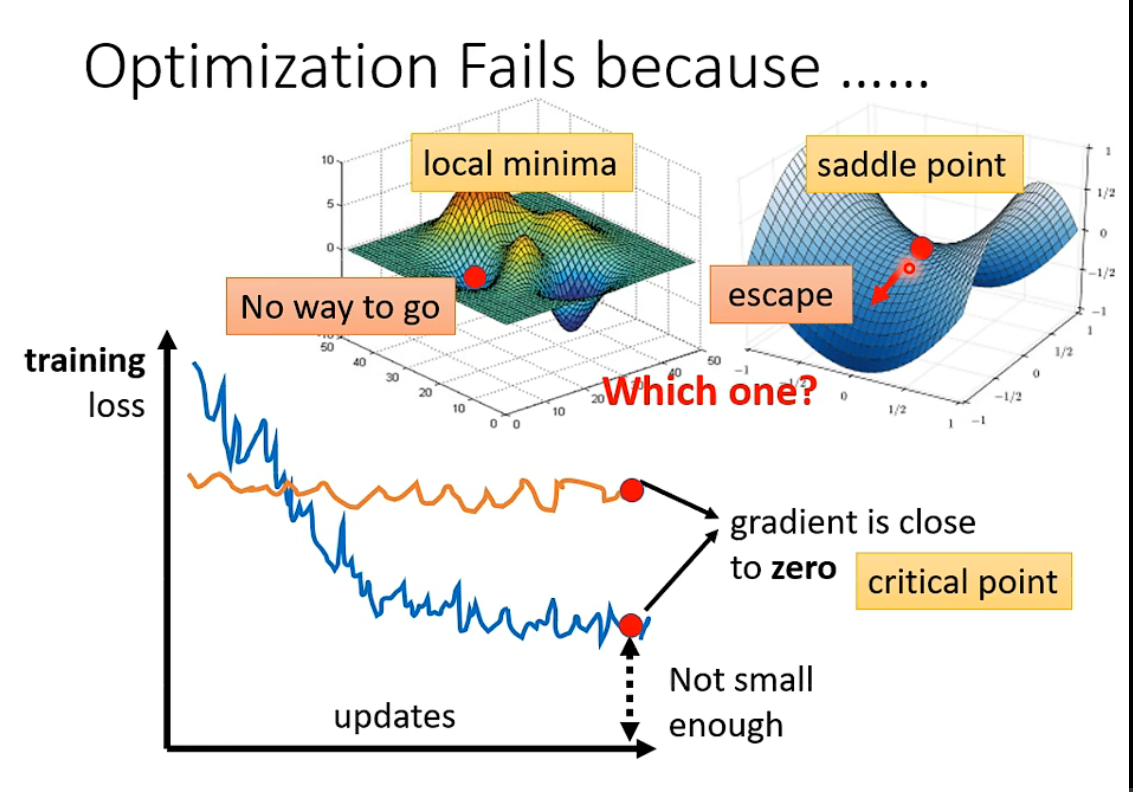 Optimization Fails because ……
local minima
saddle point
No way to go
escape
10
5
0
50
40
30
20
10
0
0
10
20
40
50
Which one?
-1
-1/2
0
1/2
1
-1
-1/2
0
1/2
1
1
1/2
0
-1/2
-1
training
loss
gradient is close
to zero
critical point
Not small
enough
updates